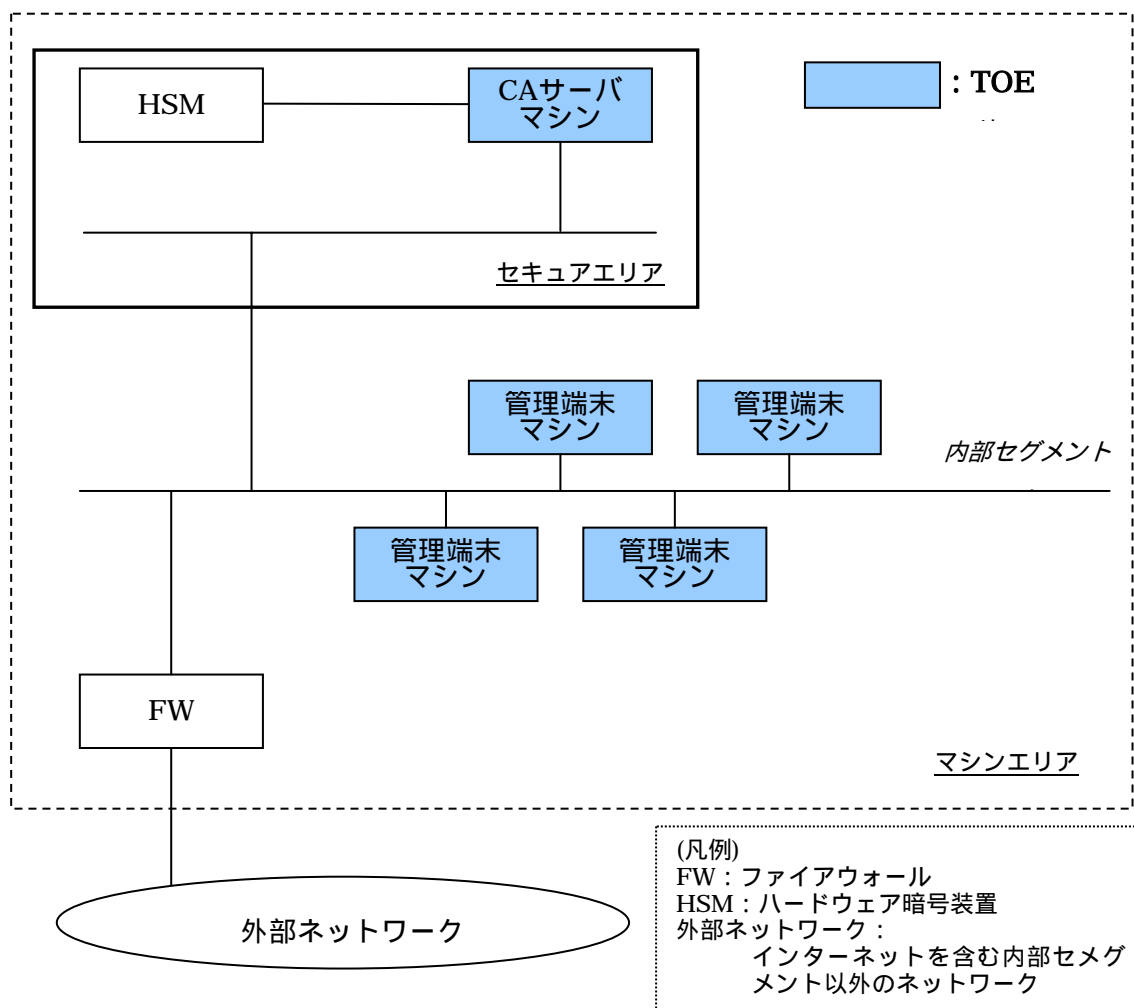 HSM
CAサーバ
マシン
: TOE
セキュアエリア
管理端末
マシン
管理端末
マシン
内部セグメント
管理端末
マシン
管理端末
マシン
FW
マシンエリア
外部ネットワーク
(凡例)
FW：ファイアウォール
HSM：ハードウェア暗号装置
外部ネットワーク：
インターネットを含む内部セメグ
メント以外のネットワーク